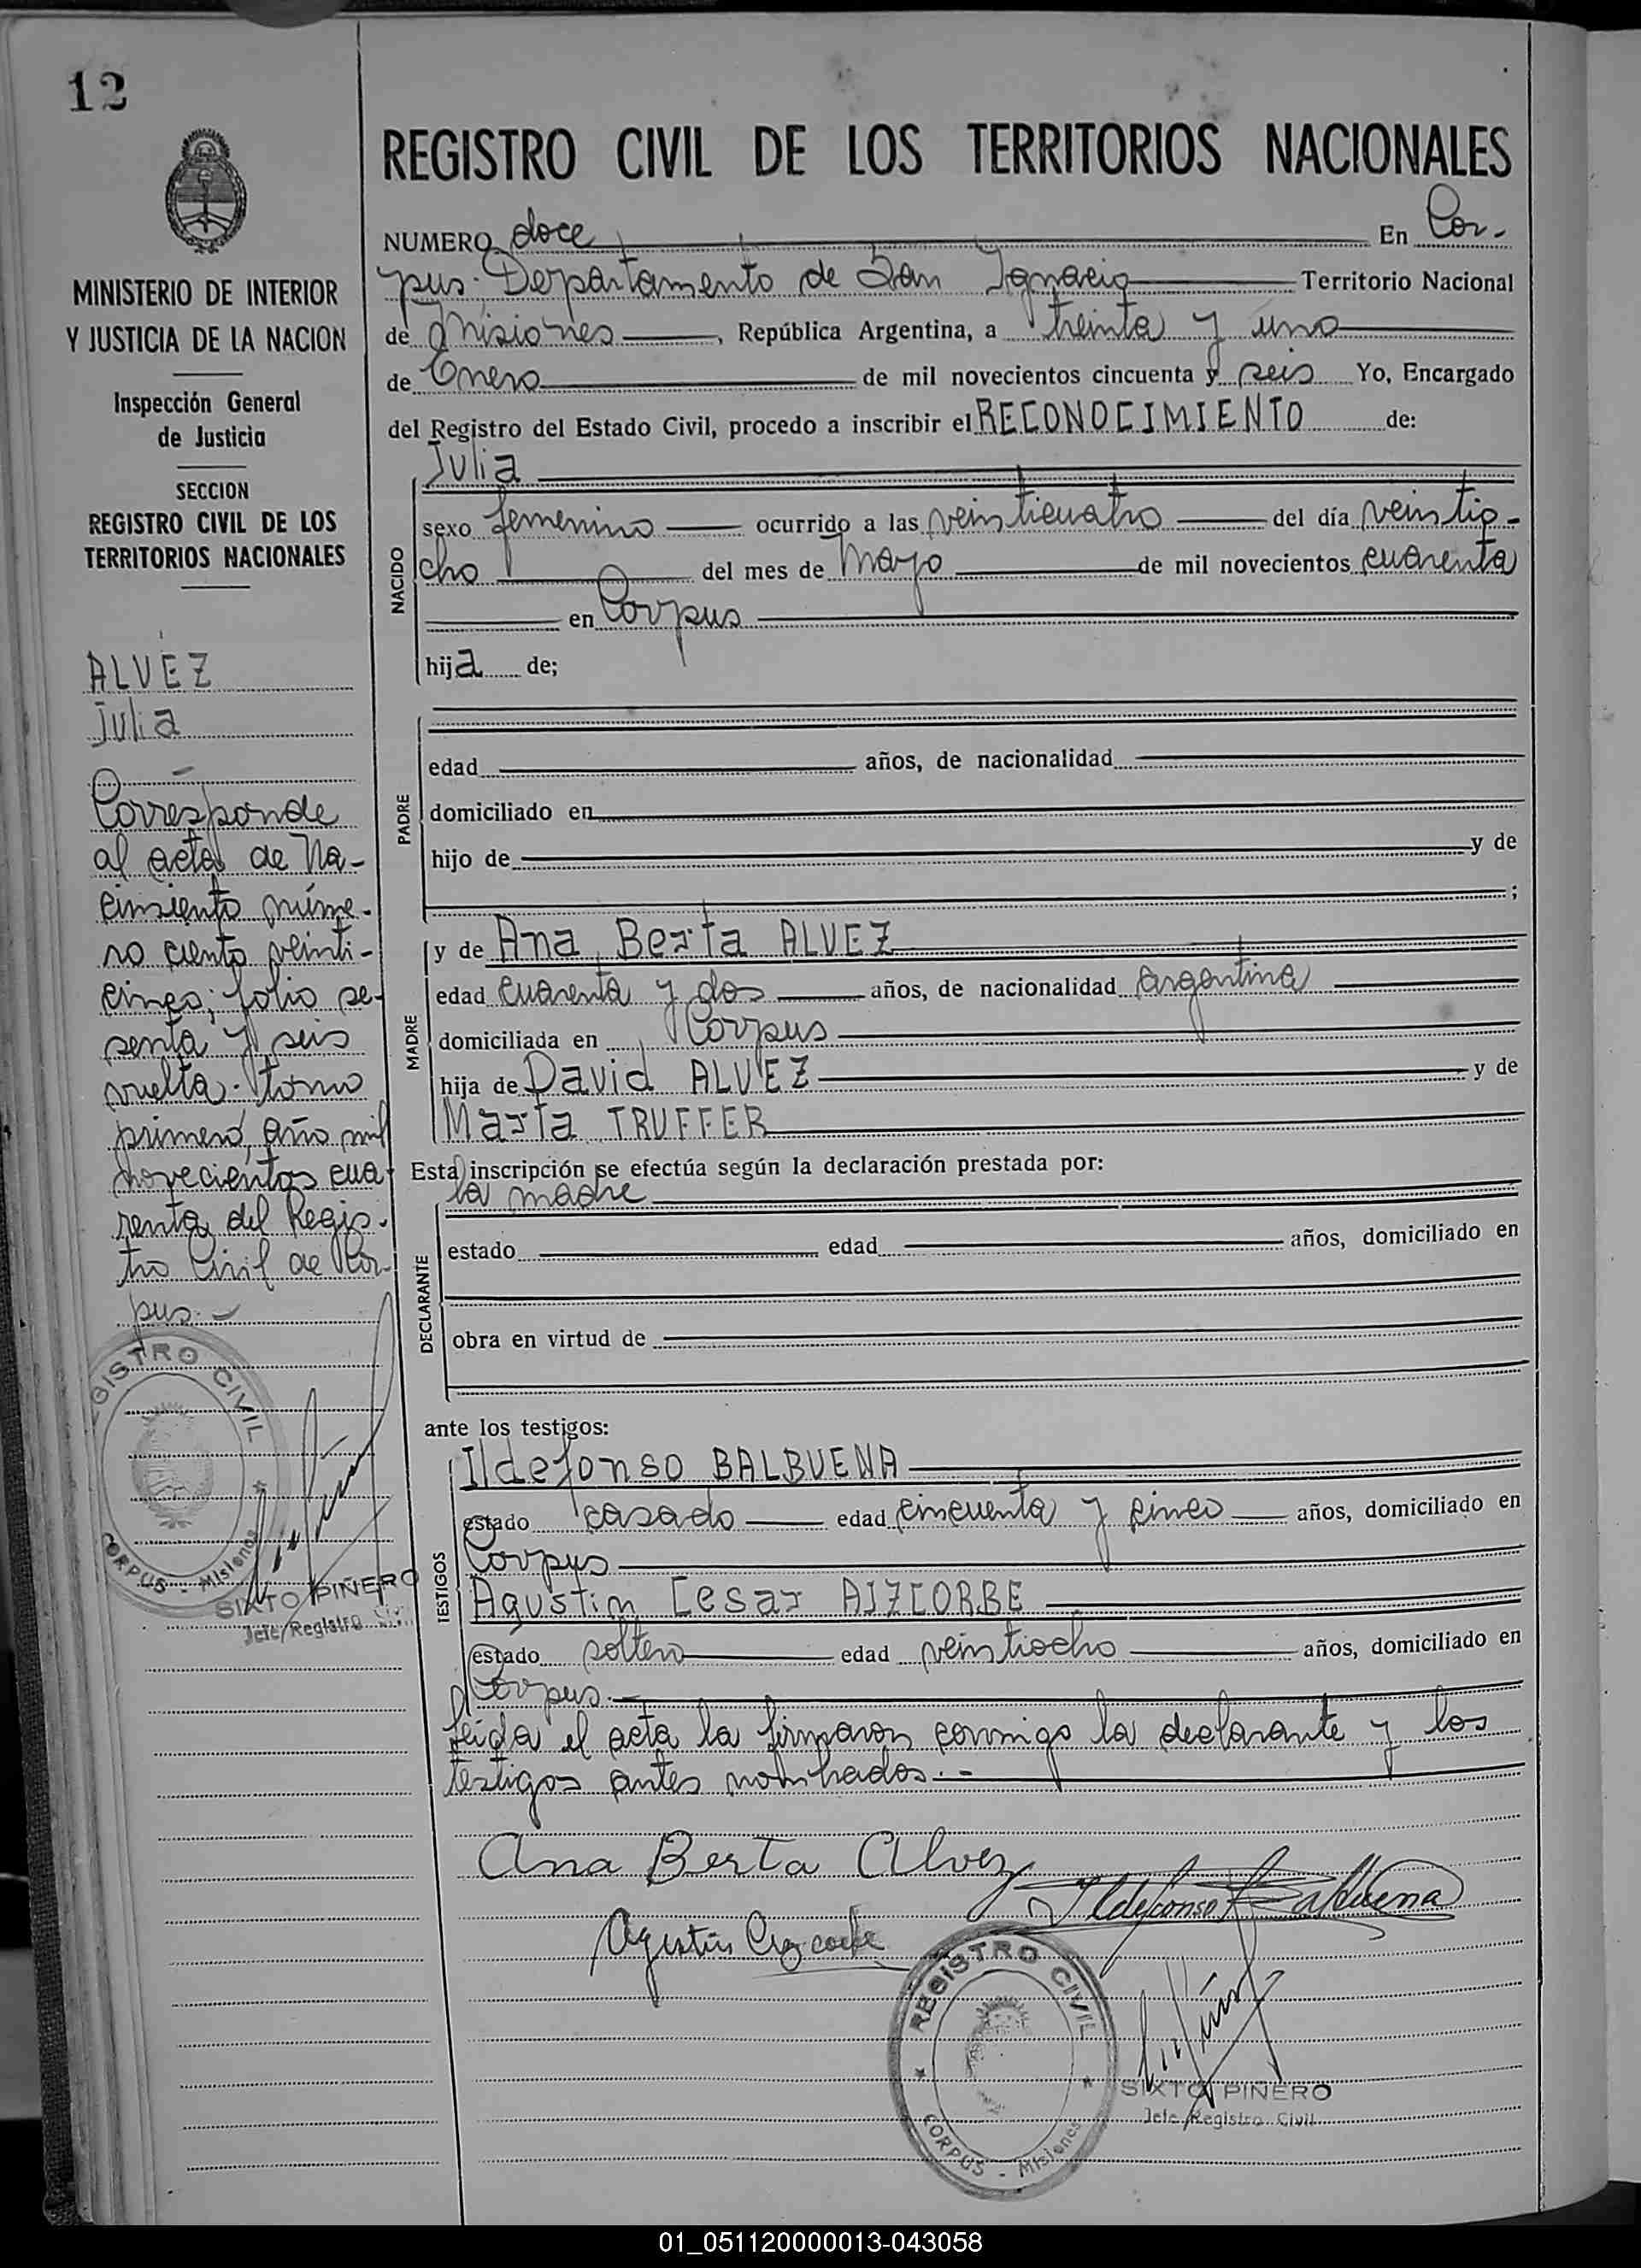 12
REGISTRO CIVIL DE LOS TERRITORIOS NACIONALES
MINISTERIO DE INTERIOR
Y JUSTICIA DE LA NACION
Inspección General
de Justicia
SECCION
REGISTRO CIVIL DE LOS
TERRITORIOS NACIONALES
ALVEZ
Julia
Corresponde
al acta de Na-
cimiento núme-
ro ciento veinti-
cinco; folio se-
senta y seis
vuelta. tomo
primero, año mil
novecientos cua
renta del Regis-
tro Civil de Cor-
pus.-
REGISTRO CIVIL
CORPUS - Misiones
SIXTO PIÑERO
Jefe Registro Civil
NUMERO doce En Cor-
pus. Departamento de San Ignacio Territorio Nacional
de Misiones, República Argentina, a treinta y uno
de Enero de mil novecientos cincuenta y seis Yo, Encargado
del Registro del Estado Civil, procedo a inscribir el RECONOCIMIENTO de:
NACIDO
Julia
sexo femenino ocurrido a las veinticuatro del día veintio-
cho del mes de Mayo de mil novecientos cuarenta
en Corpus
hija de;
PADRE
edad años, de nacionalidad
domiciliado en
hijo de y de
;
MADRE
y de Ana Berta ALVEZ
edad cuarenta y dos años, de nacionalidad argentina
domiciliada en Corpus
hija de David ALVEZ y de
María TRUFFER
Esta inscripción se efectúa según la declaración prestada por:
DECLARANTE
la madre
estado edad años, domiciliado en
obra en virtud de
ante los testigos:
TESTIGOS
Ildefonso BALBUENA
estado casado edad cincuenta y cinco años, domiciliado en
Corpus
Agustin Cesar AIZCORBE
estado soltero edad veintiocho años, domiciliado en
Corpus.-
Leida el acta la firmaron conmigo la declarante y los
testigos antes nombrados.-
Ana Berta Alvez
Ildefonso Balbuena
Agustín Aizcorbe
REGISTRO CIVIL
CORPUS - Misiones
SIXTO PIÑERO
Jefe Registro Civil
01_051120000013-043058